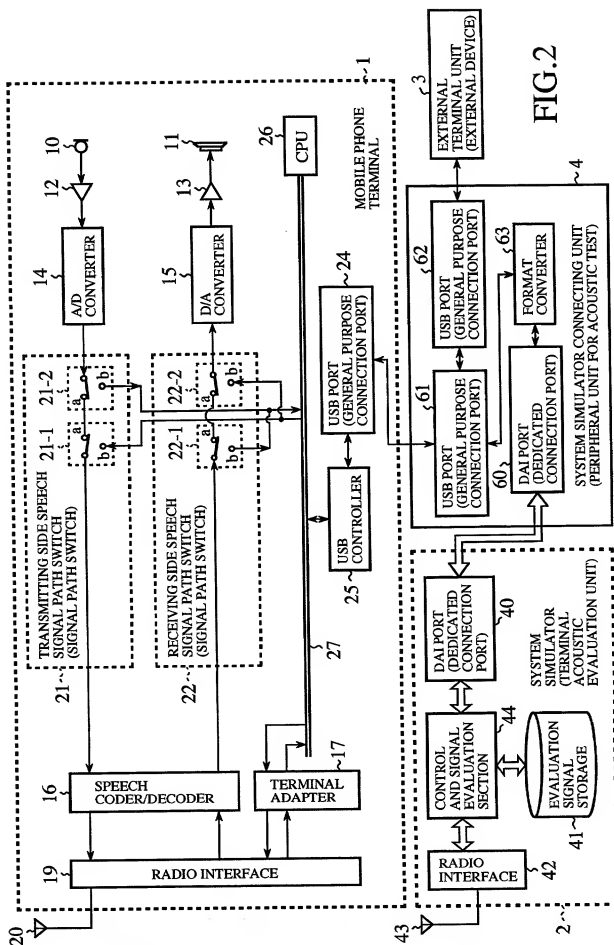 FIG.2
1
MOBILE PHONE
TERMINAL
10
12
14
A/D
CONVERTER
11
13
15
D/A
CONVERTER
26
CPU
TRANSMITTING SIDE SPEECH
SIGNAL PATH SWITCH
(SIGNAL PATH SWITCH)
21
21-1
21-2
a
b
a
b
RECEIVING SIDE SPEECH
SIGNAL PATH SWITCH
(SIGNAL PATH SWITCH)
22
22-1
22-2
a
b
a
b
24
USB PORT
(GENERAL PURPOSE
CONNECTION PORT)
25
USB
CONTROLLER
27
16
SPEECH
CODER/DECODER
17
TERMINAL
ADAPTER
19
RADIO INTERFACE
20
3
EXTERNAL
TERMINAL UNIT
(EXTERNAL DEVICE)
4
62
USB PORT
(GENERAL PURPOSE
CONNECTION PORT)
61
USB PORT
(GENERAL PURPOSE
CONNECTION PORT)
63
FORMAT
CONVERTER
60
DAI PORT
(DEDICATED
CONNECTION PORT)
SYSTEM SIMULATOR CONNECTING UNIT
(PERIPHERAL UNIT FOR ACOUSTIC TEST)
40
DAI PORT
(DEDICATED
CONNECTION
PORT)
SYSTEM
SIMULATOR
(TERMINAL
ACOUSTIC
EVALUATION UNIT)
44
CONTROL
AND SIGNAL
EVALUATION
SECTION
EVALUATION
SIGNAL
STORAGE
41
RADIO
INTERFACE
42
43
2